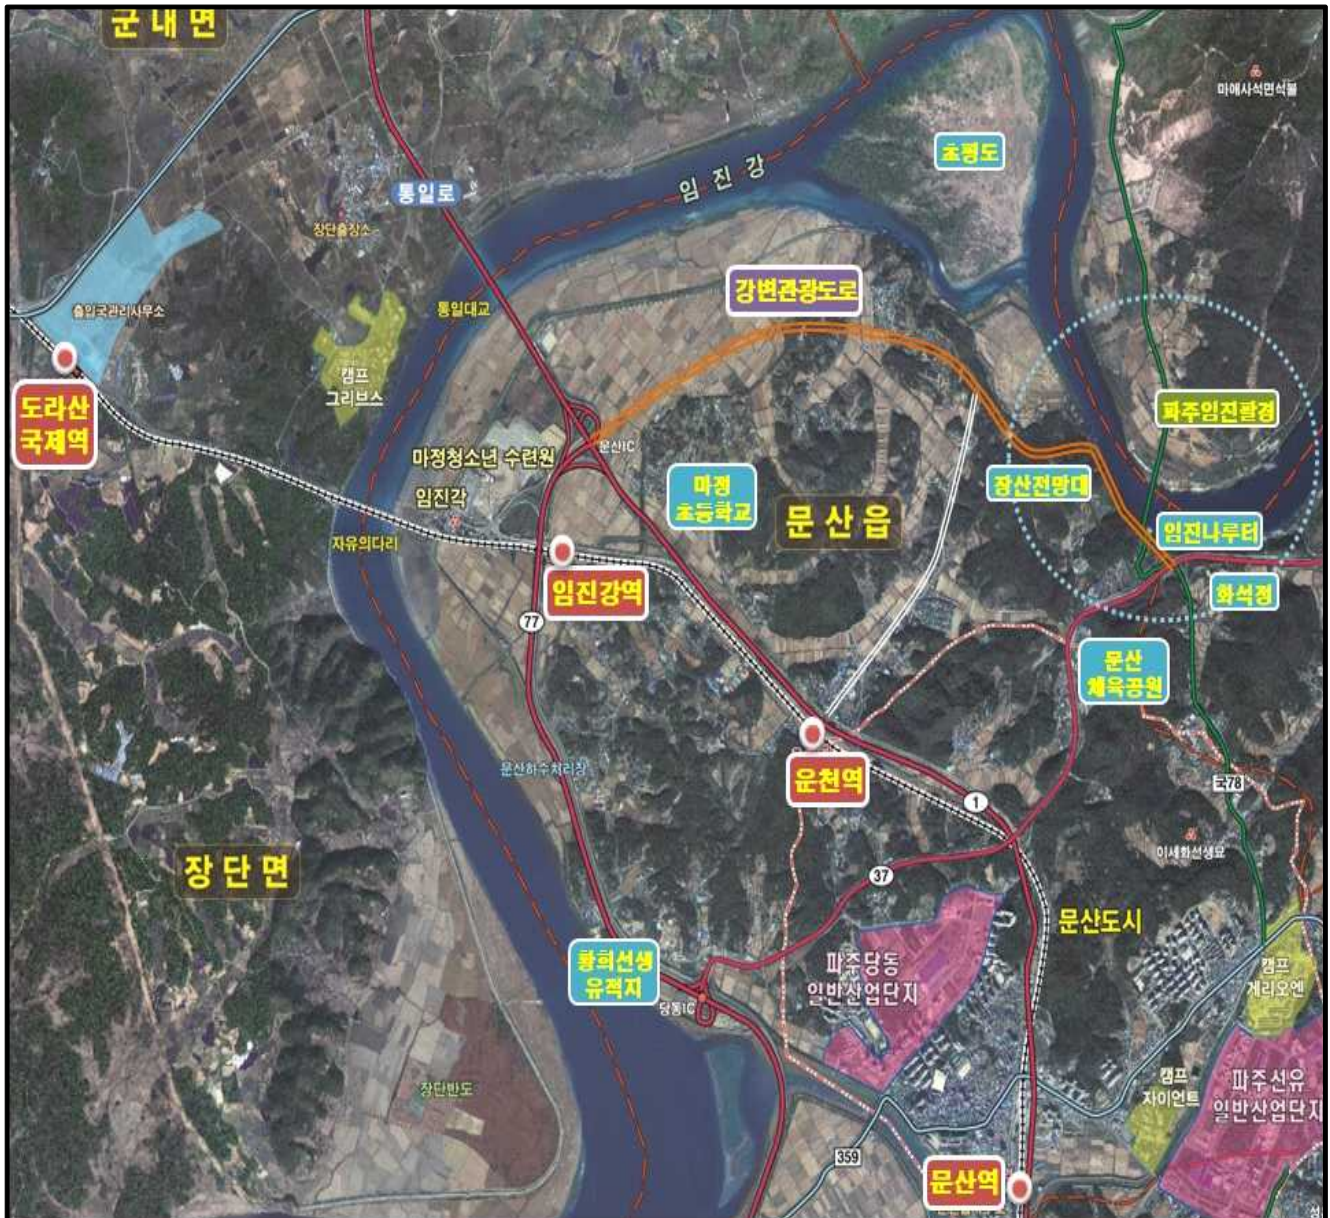 군내면
마애사석면석불
초평도
임진강
통일로
장단출장소
강변관광도로
통일대교
출입국관리사무소
캠프
그리브스
도라산
국제역
파주임진팔경
문산IC
마정청소년 수련원
임진각
마정
초등학교
장산전망대
문산읍
임진나루터
자유의다리
임진강역
화석정
77
문산
체육공원
운천역
문산하수처리장
국78
1
이세화선생묘
장단면
37
문산도시
황희선생
유적지
파주당동
일반산업단지
당동IC
캠프
게리오엔
장단반도
캠프
자이언트
파주선유
일반산업단지
359
문산역